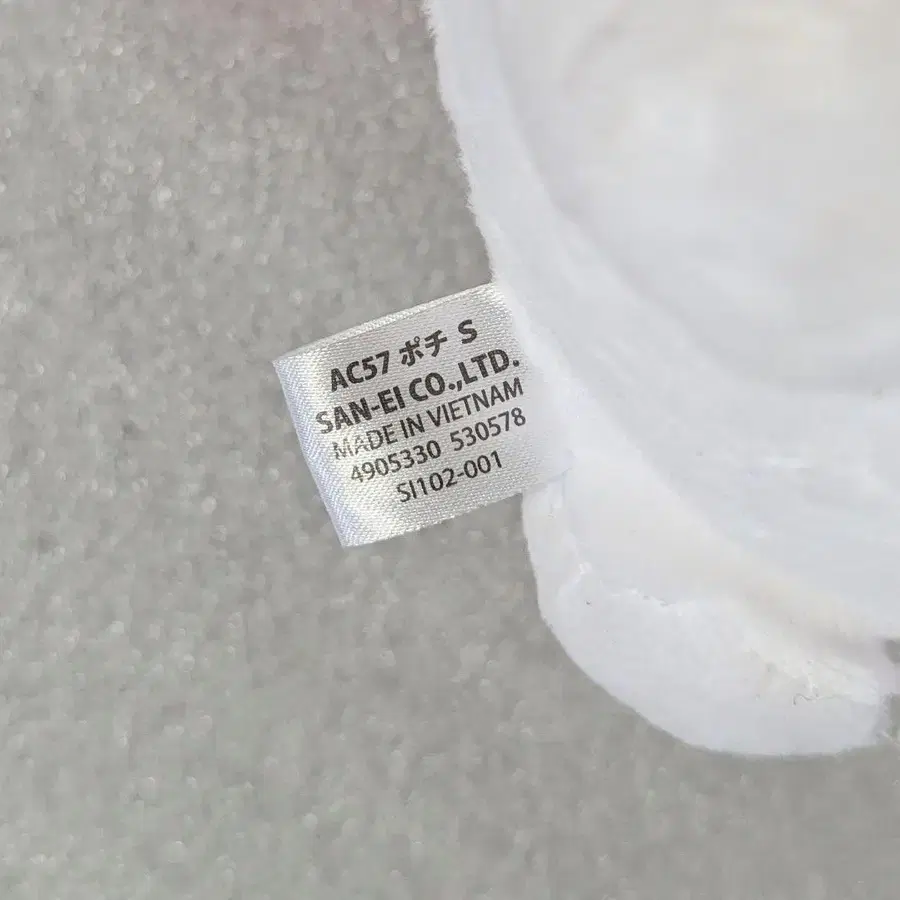 AC57 ポチ S
SAN-EI CO.,LTD.
MADE IN VIETNAM
4905330 530578
SI102-001